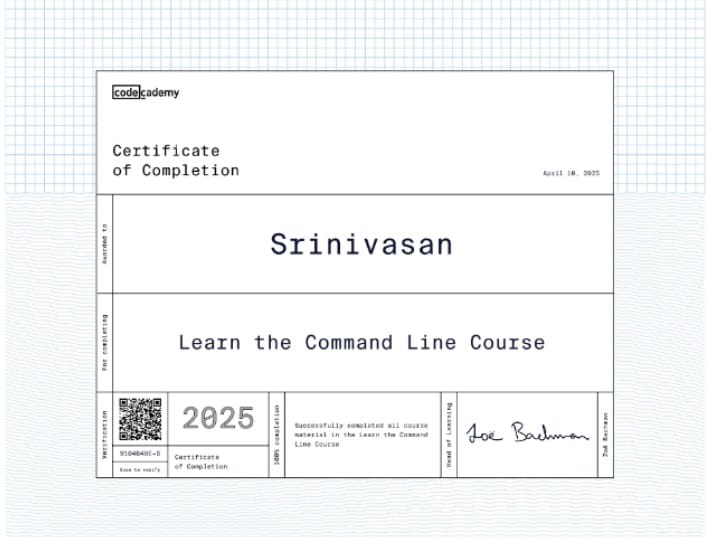 codecademy
Certificate
of Completion
April 10, 2025
Awarded to
Srinivasan
For completing
Learn the Command Line Course
Verification
Scan to verify
2025
Certificate
of Completion
100% completion
Successfully completed all course
material in the Learn the Command
Line Course
Head of Learning
Zoë Bachman
Zoë Bachman